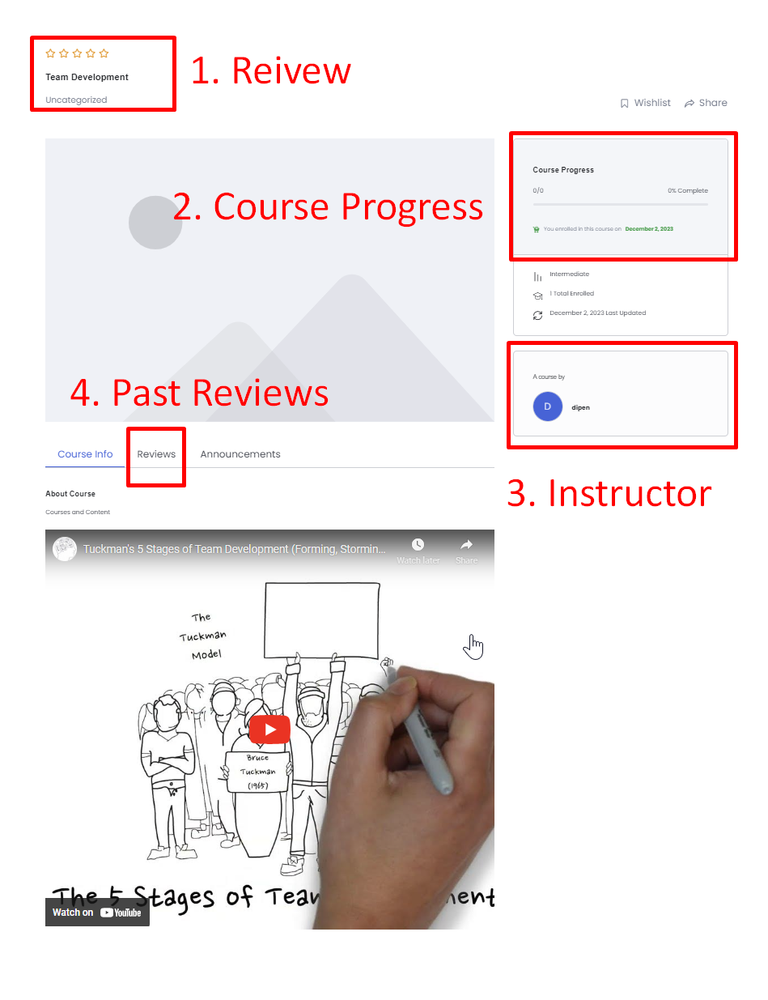 1. Reivew
Team Development
Uncategorized
Wishlist
Share
2. Course Progress
Course Progress
0/0
0% Complete
You enrolled in this course on December 2, 2023
Intermediate
1 Total Enrolled
December 2, 2023 Last Updated
A course by
D
dipen
3. Instructor
4. Past Reviews
Course Info
Reviews
Announcements
About Course
Courses and Content
Tuckman's 5 Stages of Team Development (Forming, Stormin...
Watch later
Share
The
Tuckman
Model
Bruce
Tuckman
(1965)
The 5 Stages of Tea
ment
Watch on YouTube